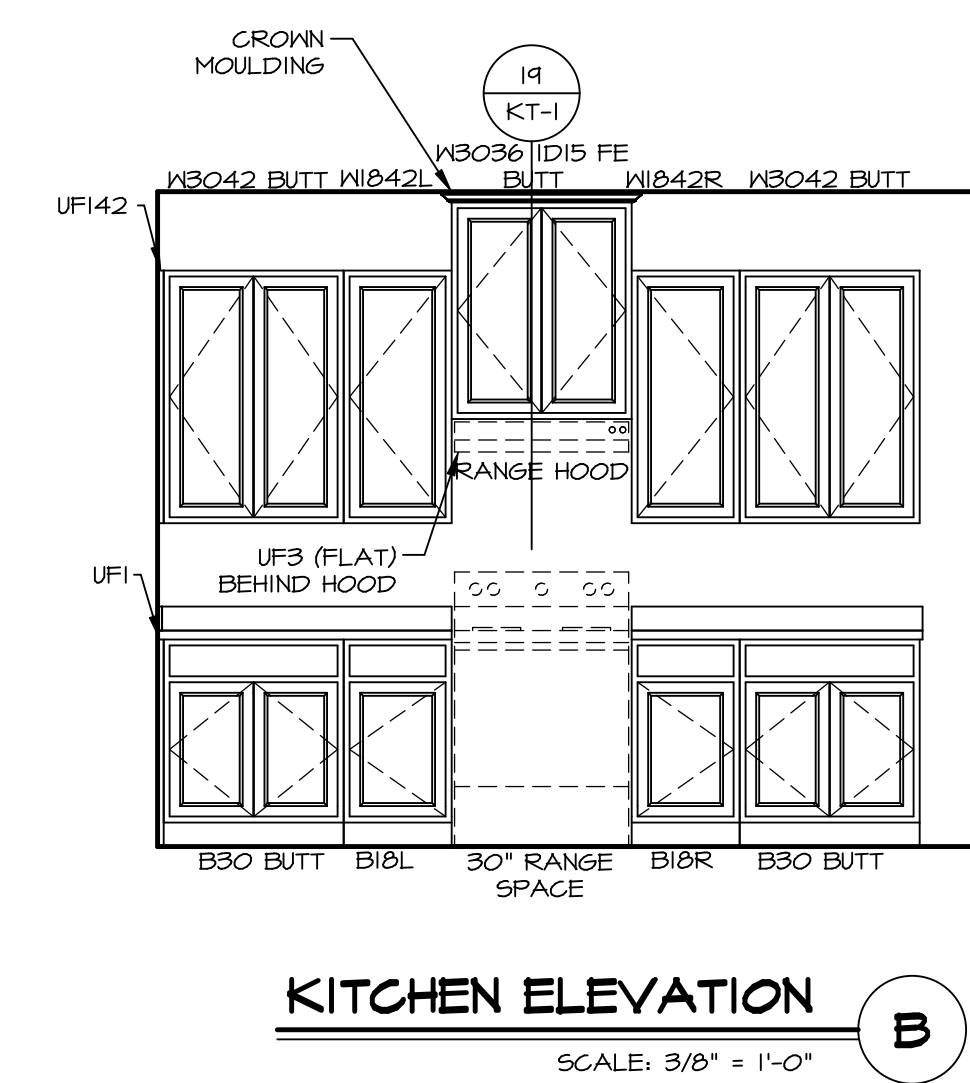 CROWN
MOULDING
19
KT-1
W3036 1D15 FE
BUTT
W3042 BUTT
W1842L
W1842R
W3042 BUTT
UF142
RANGE HOOD
UF3 (FLAT)
BEHIND HOOD
UF1
B30 BUTT
B18L
30" RANGE
SPACE
B18R
B30 BUTT
KITCHEN ELEVATION
B
SCALE: 3/8" = 1'-0"